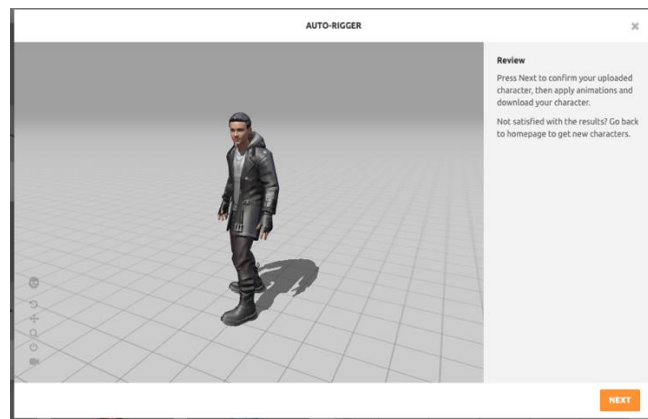 AUTO-RIGGER
Review
Press Next to confirm your uploaded
character, then apply animations and
download your character.
Not satisfied with the results? Go back
to homepage to get new characters.
NEXT